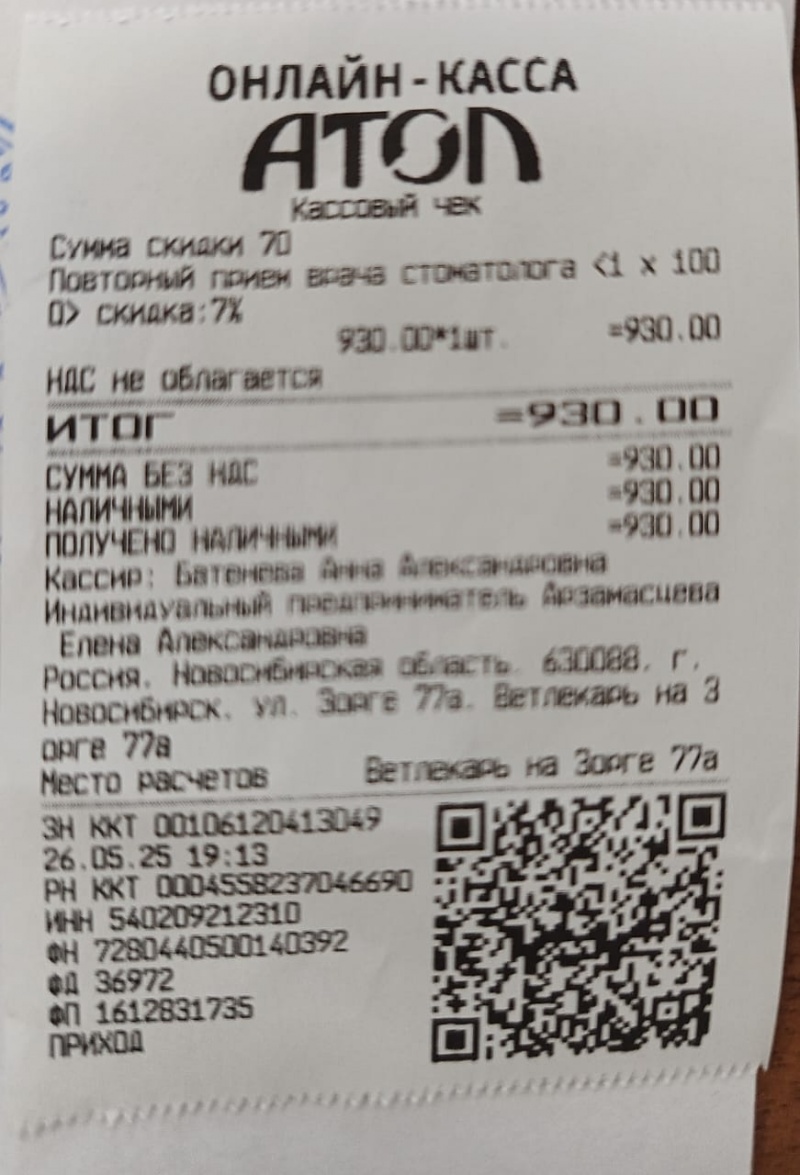 ОНЛАЙН-КАССА
АТОЛ
Кассовый чек
Сумма скидки 70
Повторный прием врача стоматолога <1 x 100
0> скидка:7%
930.00*1шт. =930.00
НДС не облагается
ИТОГ =930.00
СУММА БЕЗ НДС =930.00
НАЛИЧНЫМИ =930.00
ПОЛУЧЕНО НАЛИЧНЫМИ =930.00
Кассир: Батенева Анна Александровна
Индивидуальный предприниматель Арзамасцева
Елена Александровна
Россия, Новосибирская область, 630088, г.
Новосибирск, ул. Зорге 77а, Ветлекарь на З
орге 77а
Место расчетов Ветлекарь на Зорге 77а
ЗН ККТ 00106120413049
26.05.25 19:13
РН ККТ 0004558237046690
ИНН 540209212310
ФН 7280440500140392
ФД 36972
ФП 1612831735
ПРИХОД